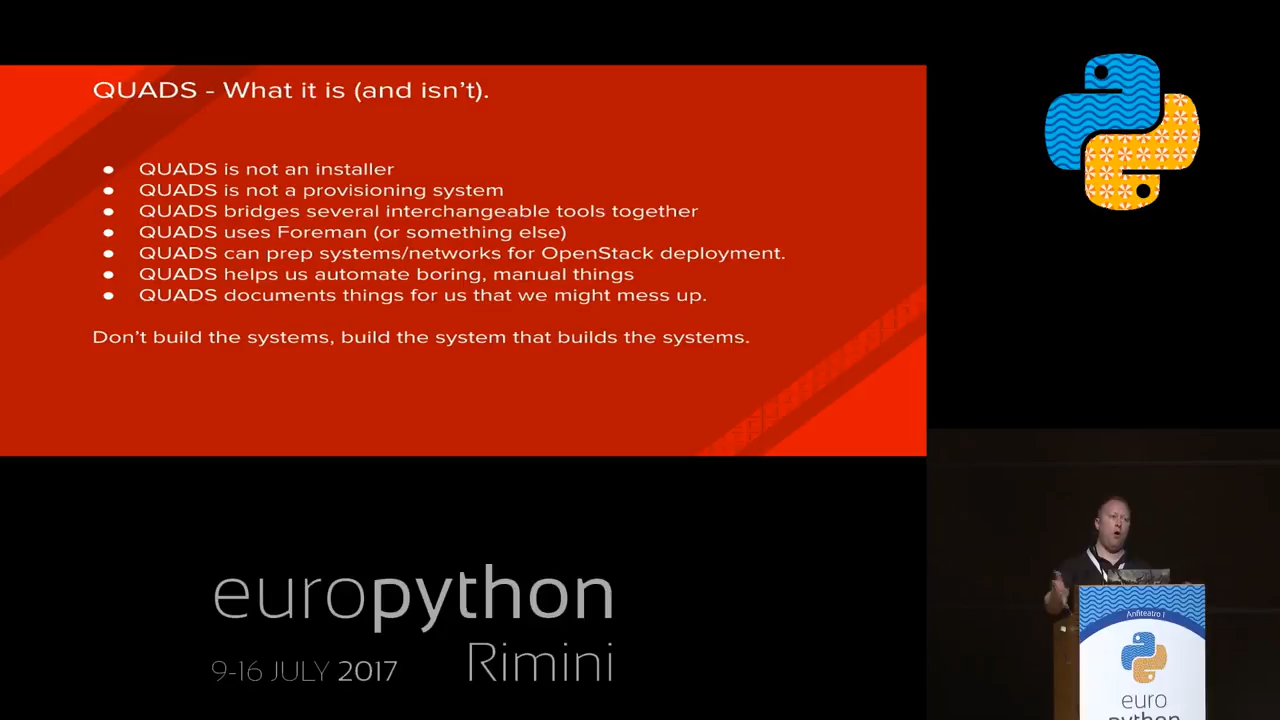 QUADS - What it is (and isn't).
● QUADS is not an installer
● QUADS is not a provisioning system
● QUADS bridges several interchangeable tools together
● QUADS uses Foreman (or something else)
● QUADS can prep systems/networks for OpenStack deployment.
● QUADS helps us automate boring, manual things
● QUADS documents things for us that we might mess up.
Don't build the systems, build the system that builds the systems.
europython
9-16 JULY 2017 Rimini
Anfiteatro 1
euro
python